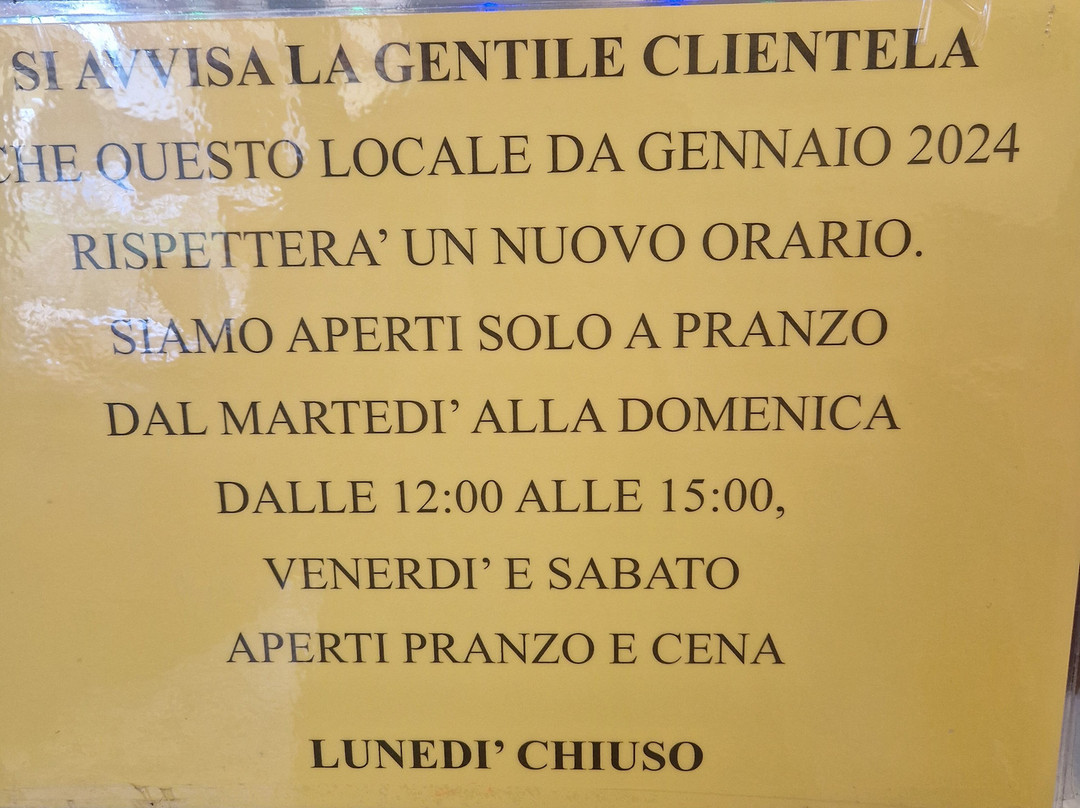 SI AVVISA LA GENTILE CLIENTELA
CHE QUESTO LOCALE DA GENNAIO 2024
RISPETTERA’ UN NUOVO ORARIO.
SIAMO APERTI SOLO A PRANZO
DAL MARTEDI’ ALLA DOMENICA
DALLE 12:00 ALLE 15:00,
VENERDI’ E SABATO
APERTI PRANZO E CENA
LUNEDI’ CHIUSO